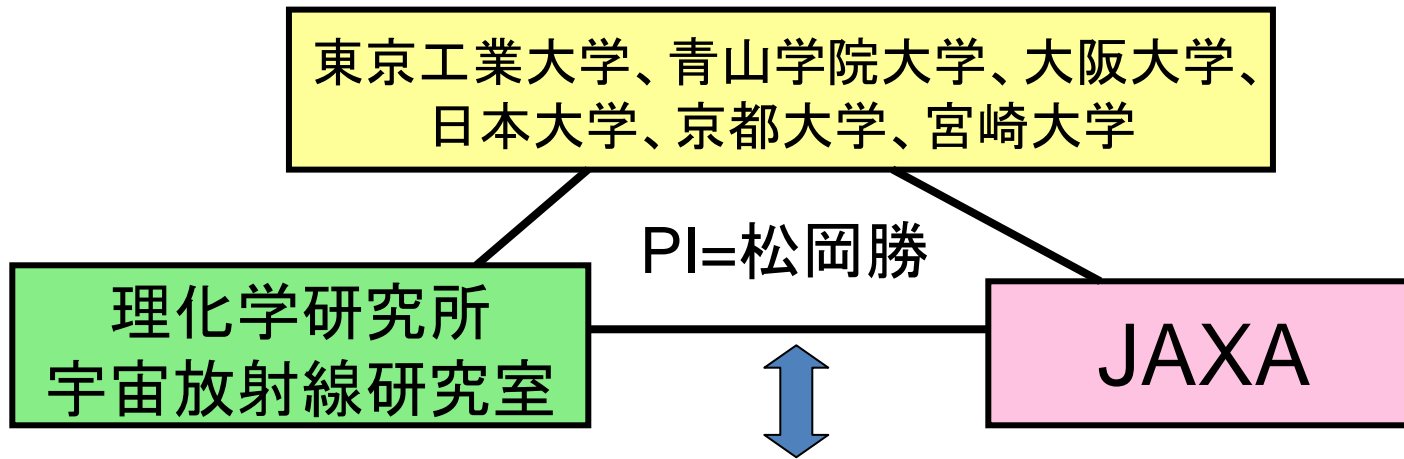 東京工業大学、青山学院大学、大阪大学、
日本大学、京都大学、宮崎大学
PI=松岡勝
理化学研究所
宇宙放射線研究室
JAXA